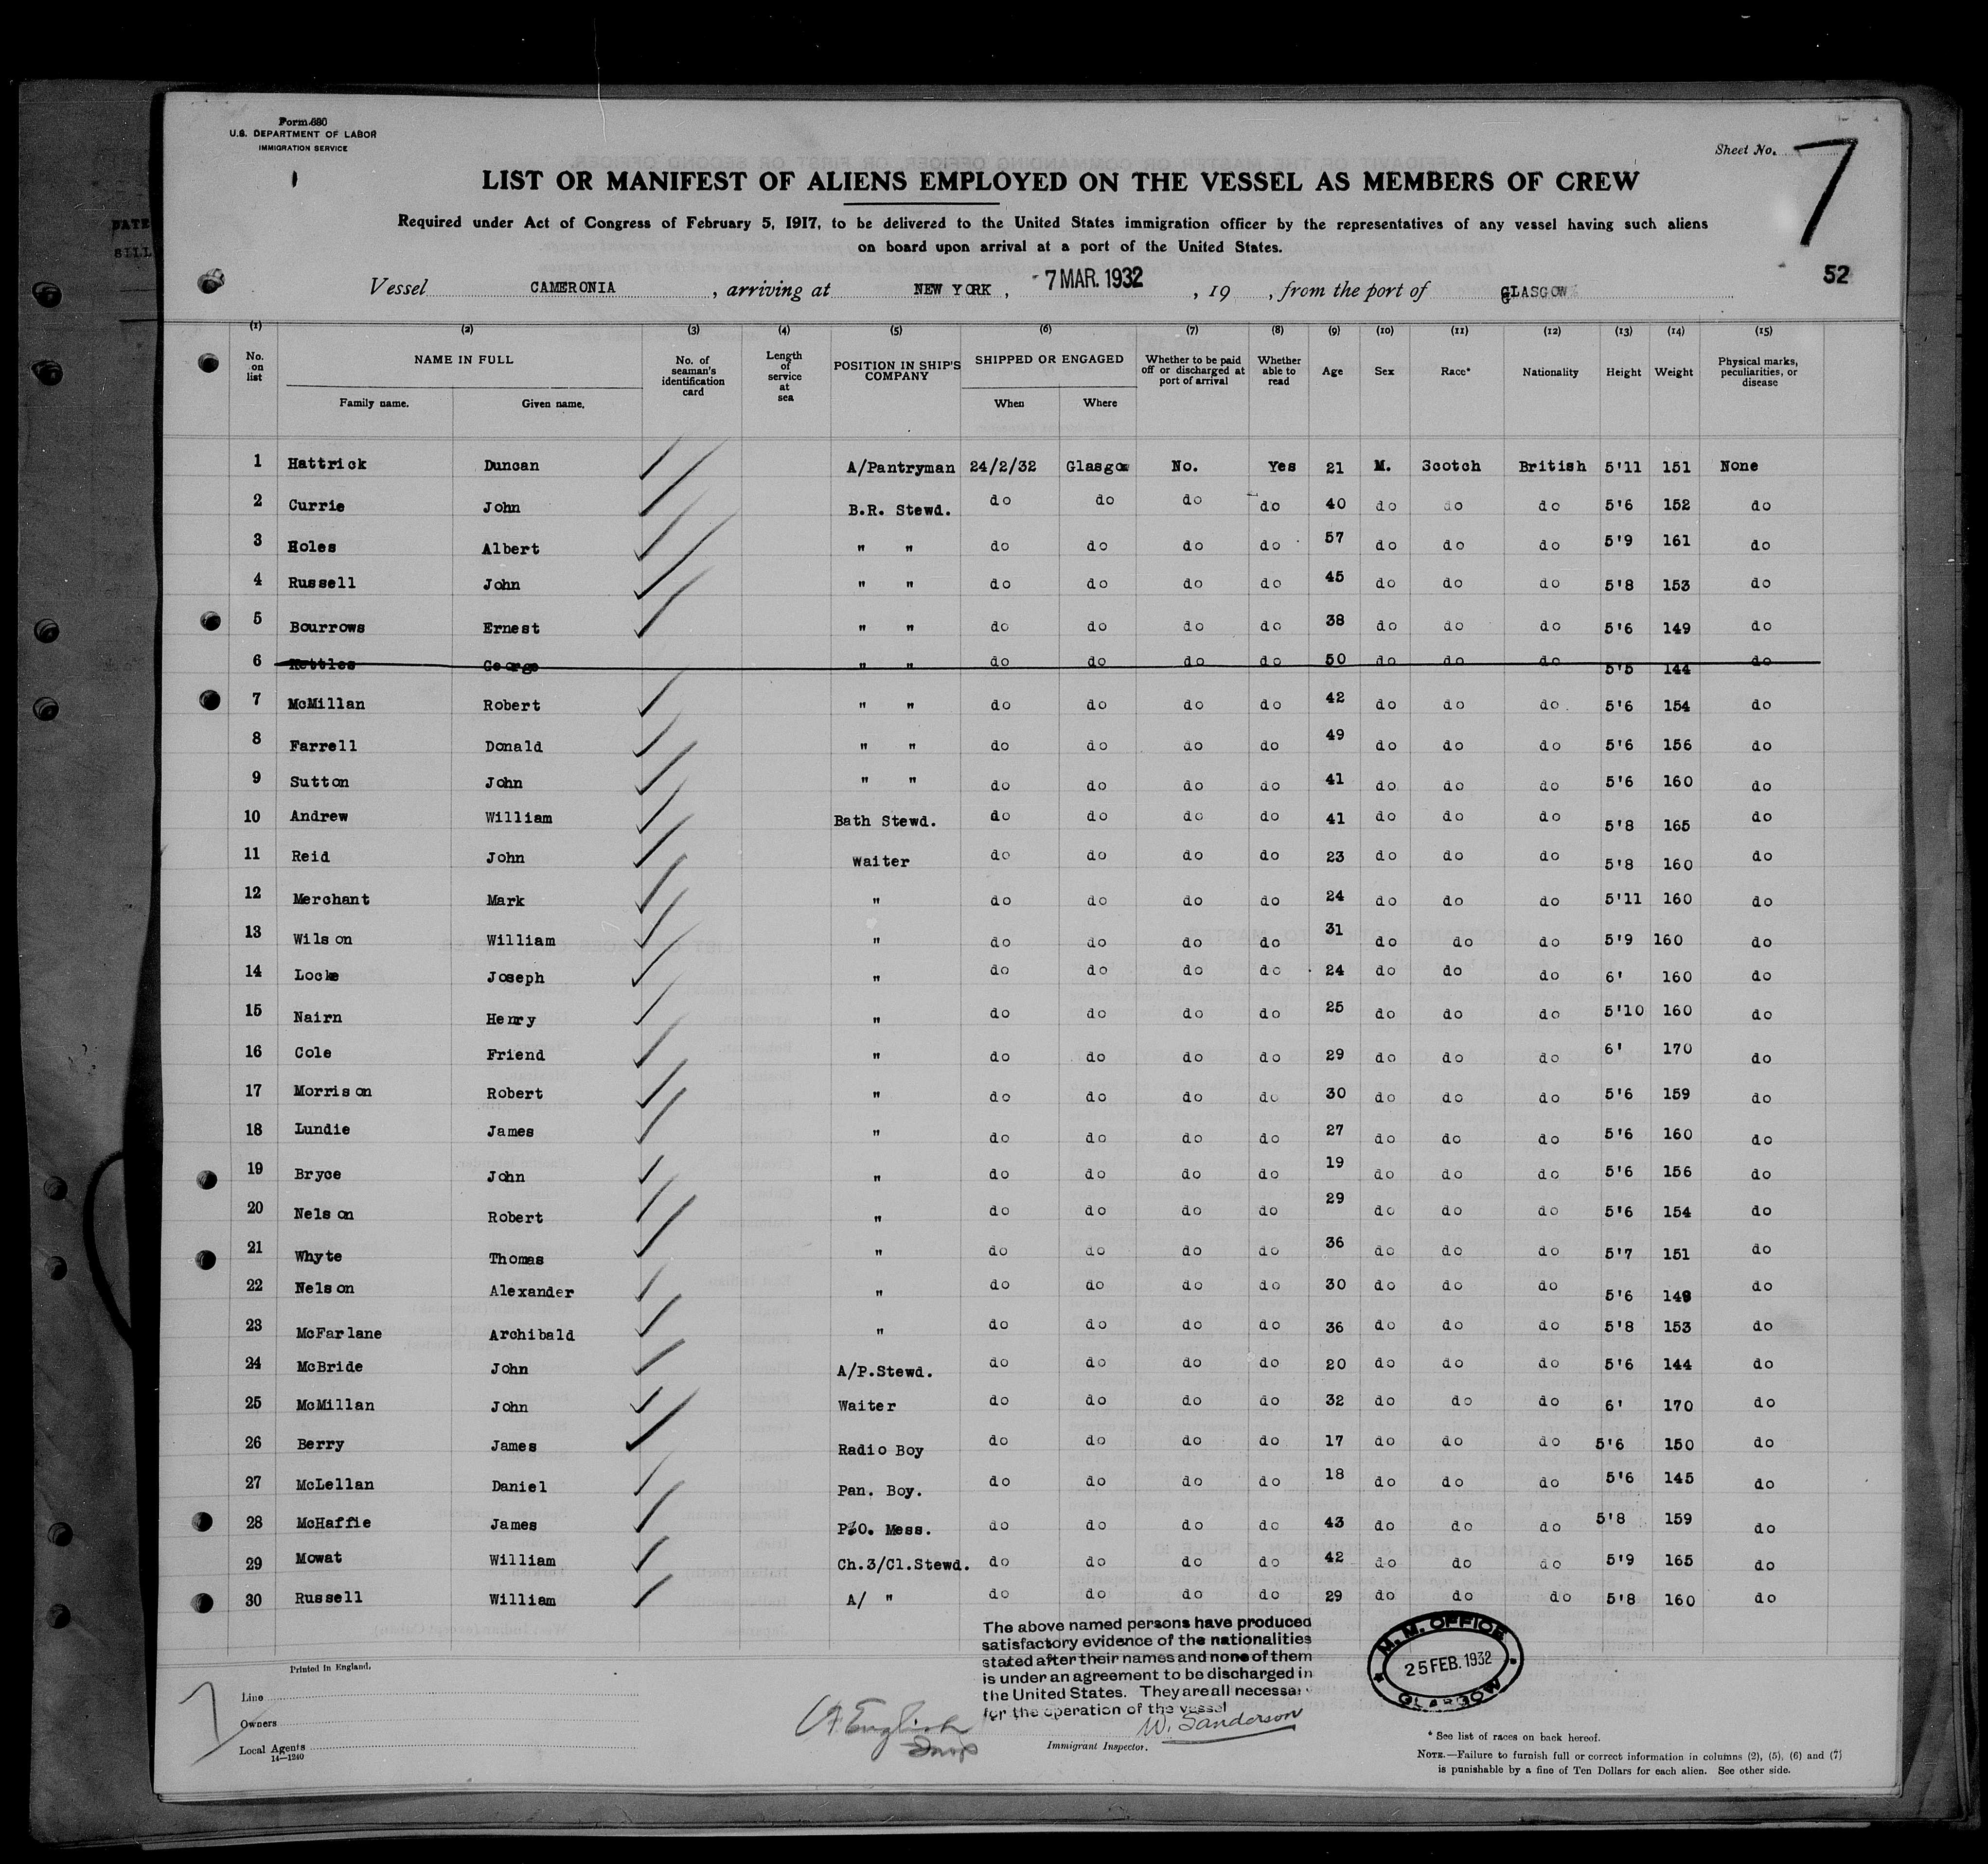 Form 680
U.S. DEPARTMENT OF LABOR
IMMIGRATION SERVICE
Sheet No. 7
LIST OR MANIFEST OF ALIENS EMPLOYED ON THE VESSEL AS MEMBERS OF CREW
Required under Act of Congress of February 5, 1917, to be delivered to the United States immigration officer by the representatives of any vessel having such aliens
on board upon arrival at a port of the United States.
52
Vessel CAMERONIA, arriving at NEW YORK, -7 MAR. 1932, 19 , from the port of GLASGOW
(1) (2) (3) (4) (5) (6) (7) (8) (9) (10) (11) (12) (13) (14) (15)
No. on list NAME IN FULL Family name. Given name. No. of seaman's identification card Length of service at sea POSITION IN SHIP'S COMPANY SHIPPED OR ENGAGED When Where Whether to be paid off or discharged at port of arrival Whether able to read Age Sex Race* Nationality Height Weight Physical marks, peculiarities, or disease
1 Hattrick Duncan A/Pantryman 24/2/32 Glasgow No. Yes 21 M. Scotch British 5'11 151 None
2 Currie John B.R. Stewd. do do do do 40 do do do 5'6 152 do
3 Holes Albert " " do do do do 57 do do do 5'9 161 do
4 Russell John " " do do do do 45 do do do 5'8 153 do
5 Bourrows Ernest " " do do do do 38 do do do 5'6 149 do
6 Kettles George " " do do do do 50 do do do 5'5 144 do
7 McMillan Robert " " do do do do 42 do do do. 5'6 154 do
8 Farrell Donald " " do do do do 49 do do do 5'6 156 do
9 Sutton John " " do do do do 41 do do do 5'6 160 do
10 Andrew William Bath Stewd. do do do do 41 do do do 5'8 165 do
11 Reid John Waiter do do do do 23 do do do 5'8 160 do
12 Merchant Mark " do do do do 24 do do do 5'11 160 do
13 Wilson William " do do do do 31 do do do 5'9 160 do
14 Locke Joseph " do do do do 24 do do do 6' 160 do
15 Nairn Henry " do do do do 25 do do do 5'10 160 do
16 Cole Friend " do do do do 29 do do do 6' 170 do
17 Morrison Robert " do do do do 30 do do do 5'6 159 do
18 Lundie James " do do do do 27 do do do 5'6 160 do
19 Bryce John " do do do do 19 do do do 5'6 156 do
20 Nelson Robert " do do do do 29 do do do 5'6 154 do
21 Whyte Thomas " do do do do 36 do do do 5'7 151 do
22 Nelson Alexander " do do do do 30 do do do 5'6 149 do
23 McFarlane Archibald " do do do do 36 do do do 5'8 153 do
24 McBride John A/P.Stewd. do do do do 20 do do do 5'6 144 do
25 McMillan John Waiter do do do do 32 do do do 6' 170 do
26 Berry James Radio Boy do do do do 17 do do do 5'6 150 do
27 McLellan Daniel Pan. Boy. do do do do 18 do do do 5'6 145 do
28 McHaffie James P.O. Mess. do do do do 43 do do do 5'8 159 do
29 Mowat William Ch.3/Cl.Stewd. do do do do 42 do do do 5'9 165 do
30 Russell William A/ " do do do do 29 do do do 5'8 160 do
The above named persons have produced
satisfactory evidence of the nationalities
stated after their names and none of them
is under an agreement to be discharged in
the United States. They are all necessar
for the operation of the vessel
M. M. OFFICE
25 FEB. 1932
GLASGOW
Printed in England.
Line
Owners
Local Agents
14—1240
English
W. Sanderson
Immigrant Inspector.
* See list of races on back hereof.
NOTE.—Failure to furnish full or correct information in columns (2), (5), (6) and (7)
is punishable by a fine of Ten Dollars for each alien. See other side.